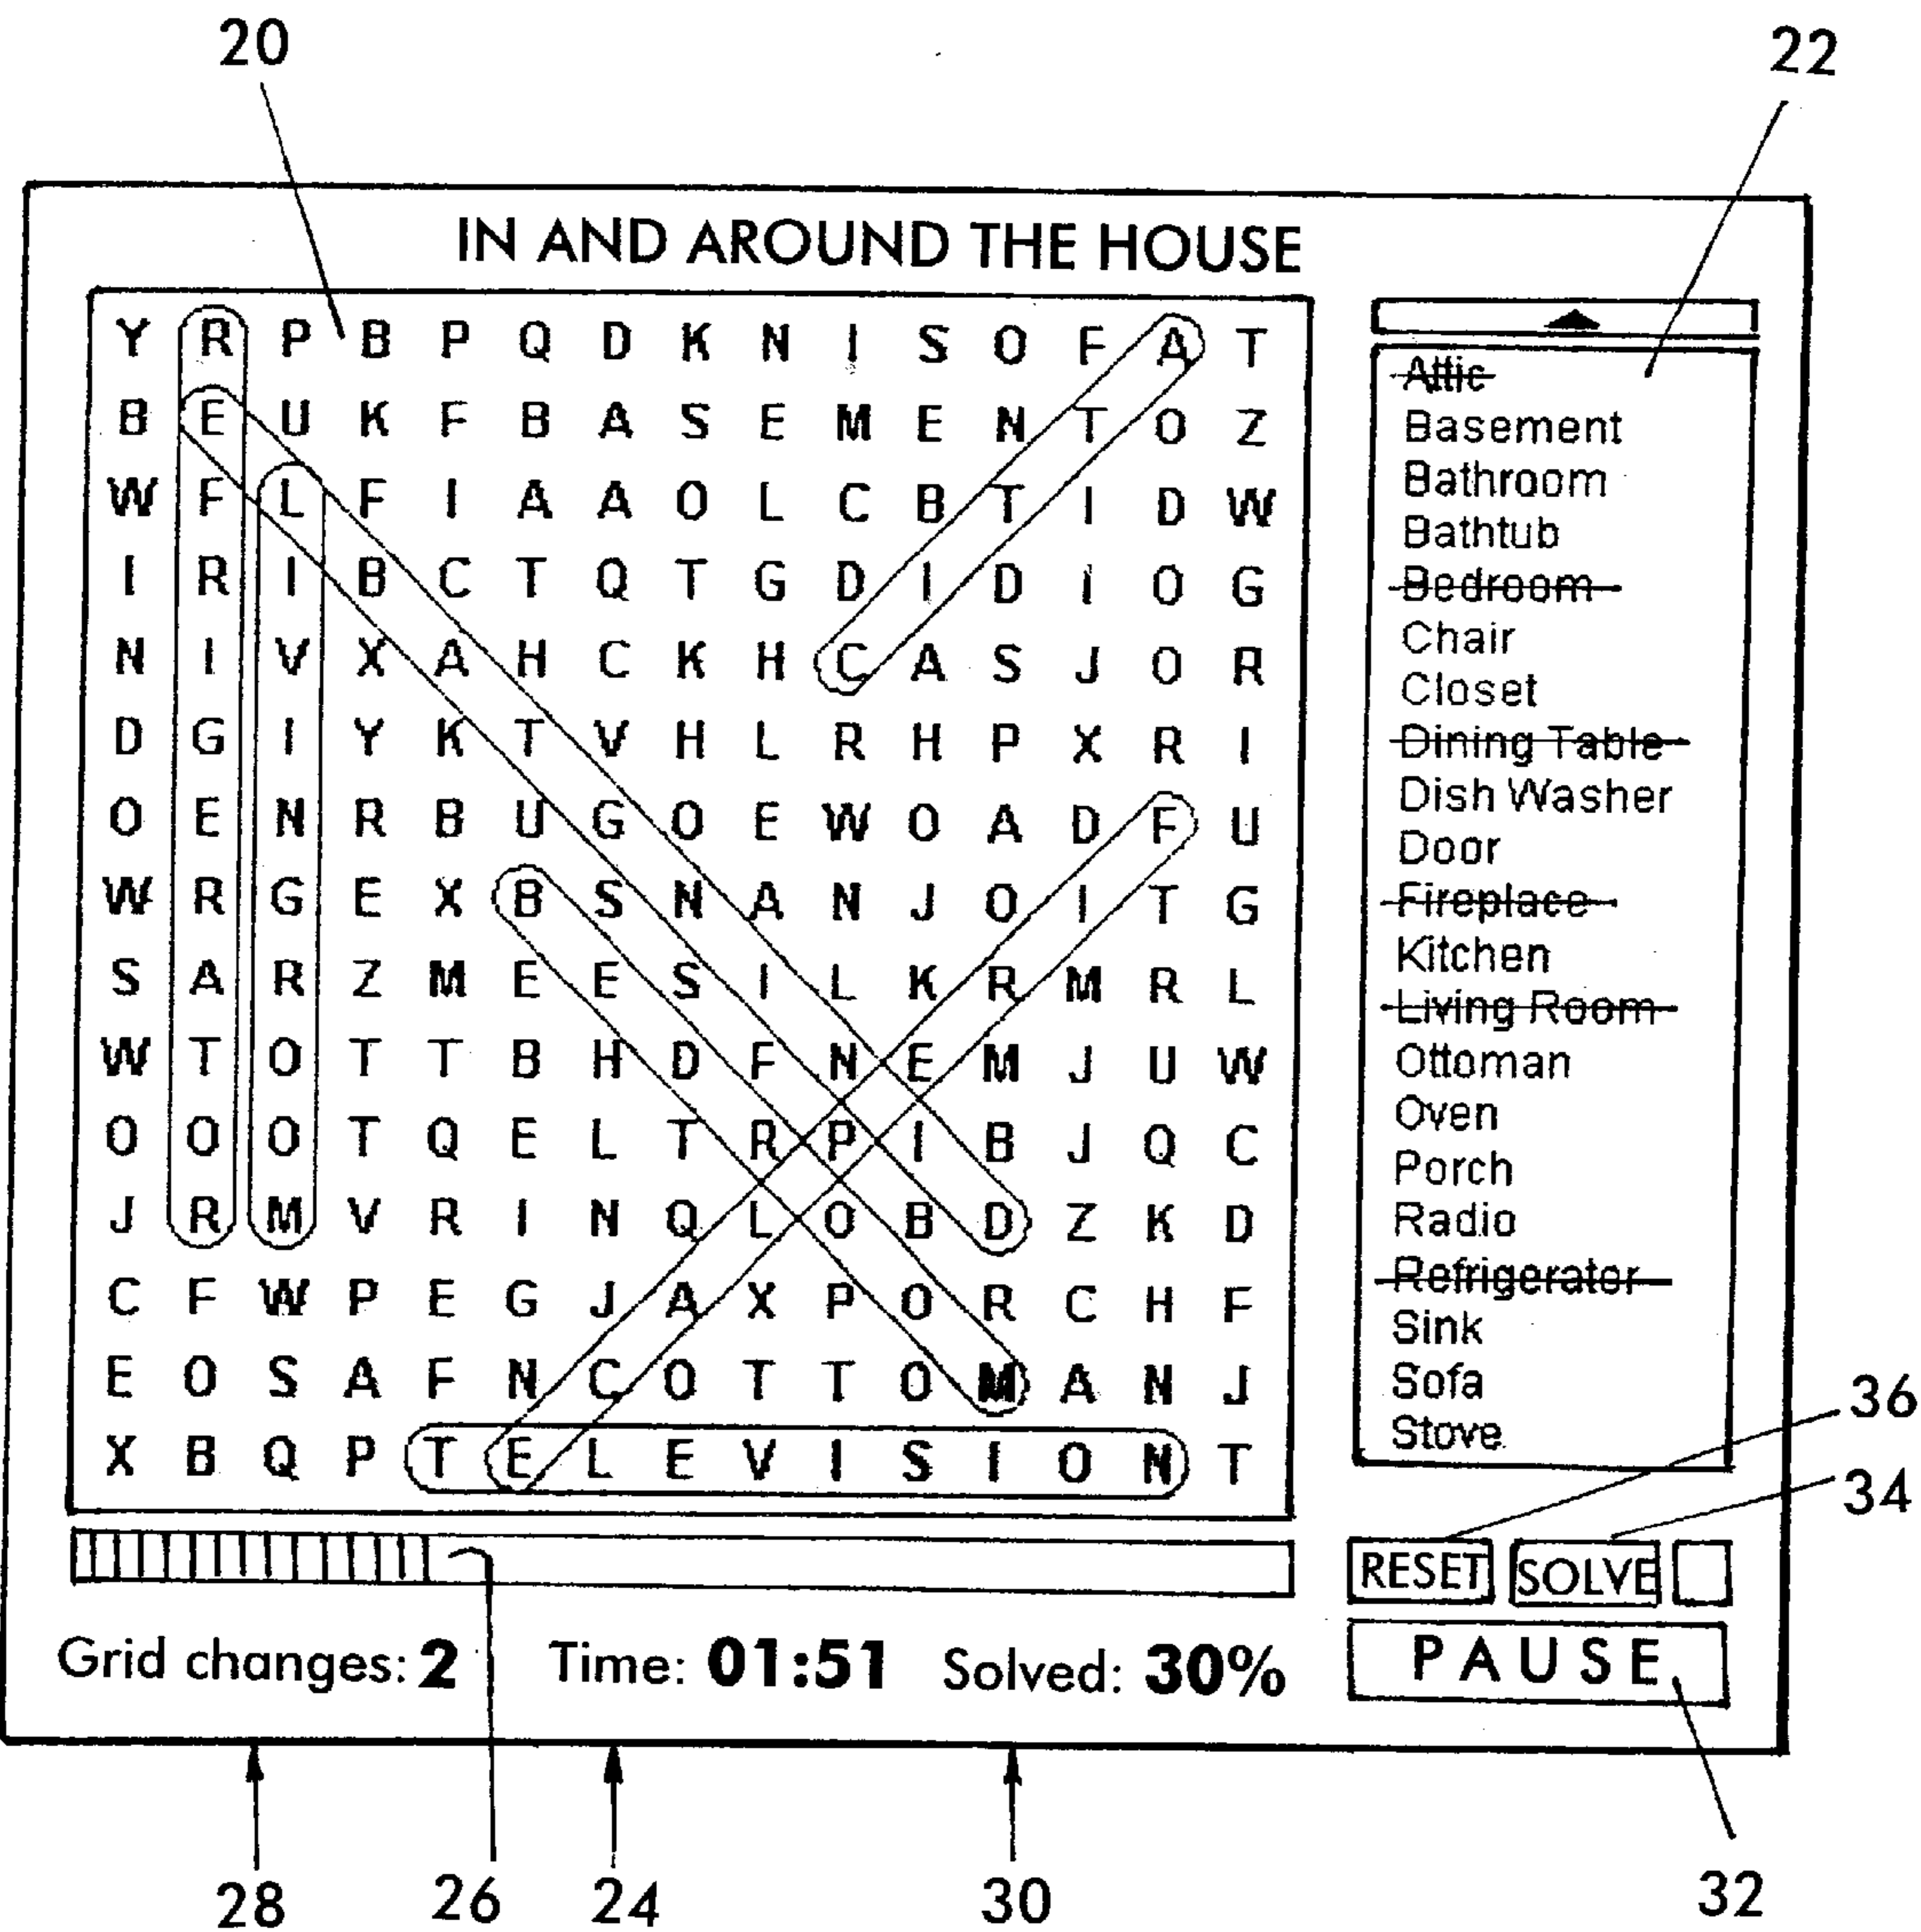 20
22
IN AND AROUND THE HOUSE
Y R P B P Q D K N I S O F A T
B E U K F B A S E M E N T O Z
W F L F I A A O L C B T I D W
I R I B C T Q T G D I D I O G
N I V X A H C K H C A S J O R
D G I Y K T V H L R H P X R I
O E N R B U G O E W O A D F U
W R G E X B S N A N J O I T G
S A R Z M E E S I L K R M R L
W T O T T B H D F N E M J U W
O O O T Q E L T R P I B J Q C
J R M V R I N Q L O B D Z K D
C F W P E G J A X P O R C H F
E O S A F N C O T T O M A N J
X B Q P T E L E V I S I O N T
Attic
Basement
Bathroom
Bathtub
Bedroom
Chair
Closet
Dining Table
Dish Washer
Door
Fireplace
Kitchen
Living Room
Ottoman
Oven
Porch
Radio
Refrigerator
Sink
Sofa
Stove
36
34
RESET SOLVE
Grid changes: 2 Time: 01:51 Solved: 30%
PAUSE
28 26 24 30 32